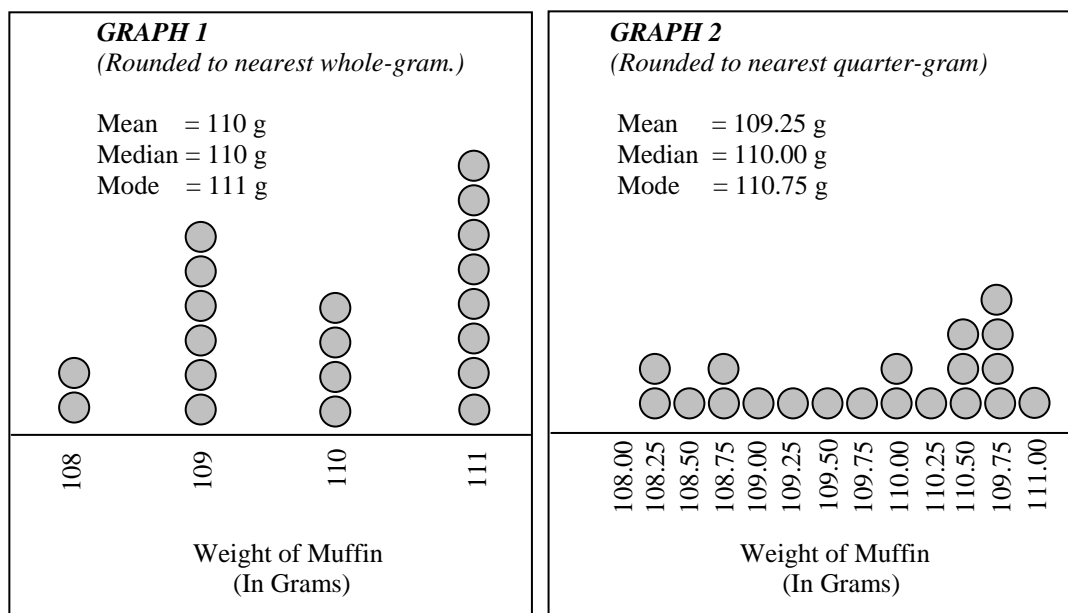 GRAPH 1
(Rounded to nearest whole-gram.)
Mean = 110 g
Median = 110 g
Mode = 111 g
108
109
110
111
Weight of Muffin
(In Grams)
GRAPH 2
(Rounded to nearest quarter-gram)
Mean = 109.25 g
Median = 110.00 g
Mode = 110.75 g
108.00
108.25
108.50
108.75
109.00
109.25
109.50
109.75
110.00
110.25
110.50
109.75
111.00
Weight of Muffin
(In Grams)